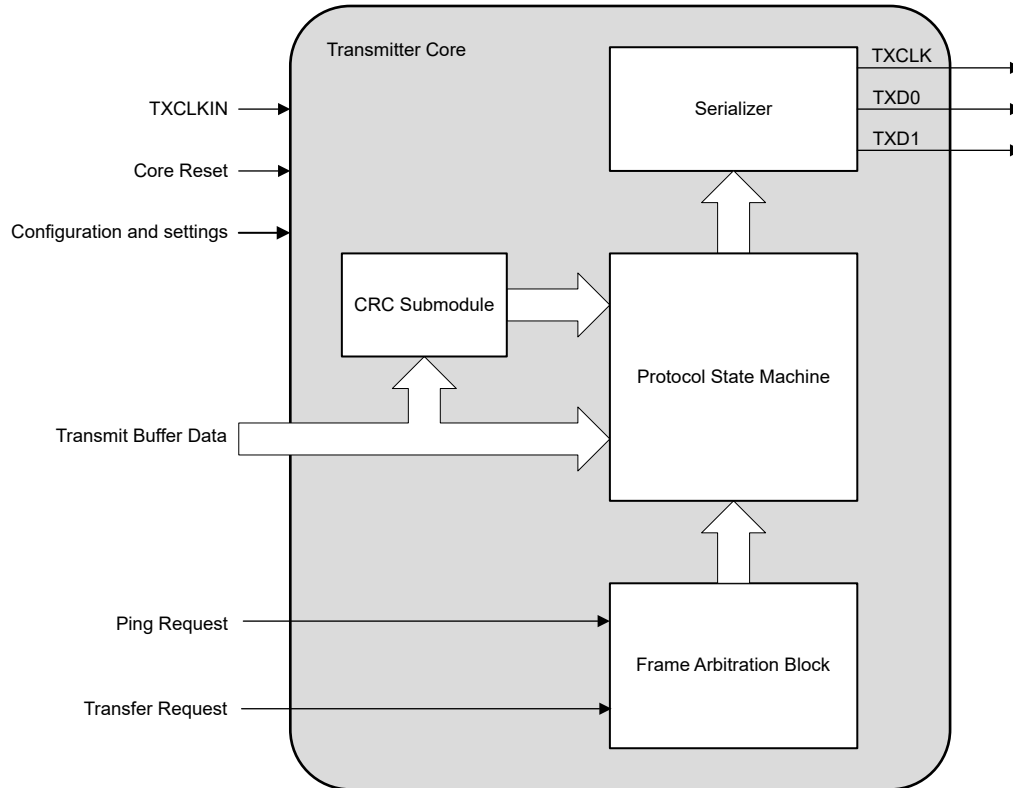 Transmitter Core
TXCLK
TXD0
TXD1
Serializer
TXCLKIN
Core Reset
Configuration and settings
CRC Submodule
Protocol State Machine
Transmit Buffer Data
Ping Request
Frame Arbitration Block
Transfer Request